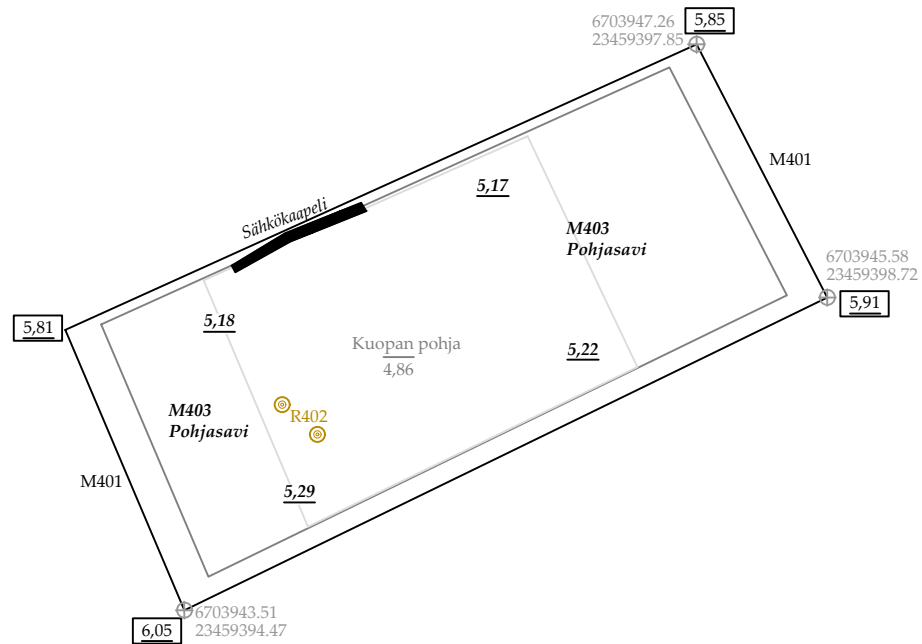 6703947.26
23459397.85
5,85
M401
Sähkökaapeli
5,17
M403
Pohjasavi
6703945.58
23459398.72
5,91
5,81
5,18
Kuopan pohja
4,86
5,22
M403
Pohjasavi
R402
M401
5,29
6703943.51
23459394.47
6,05